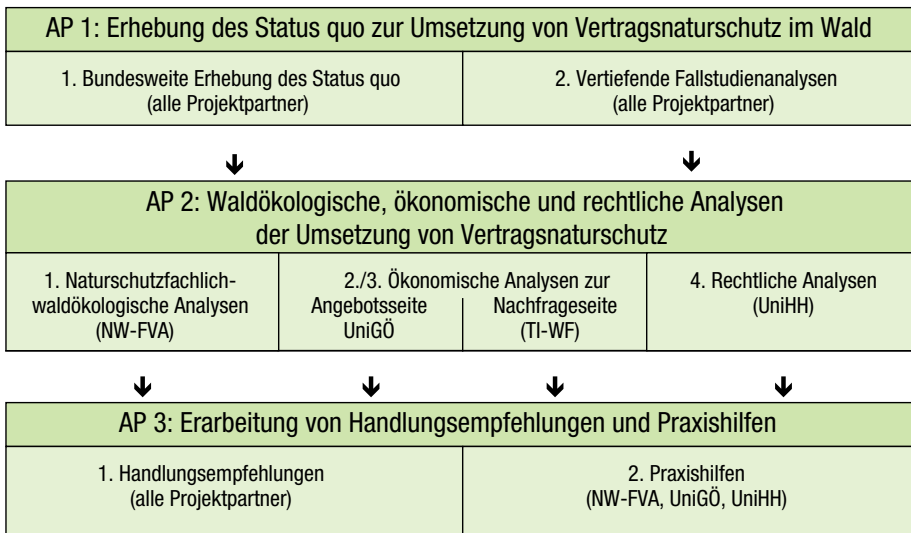 AP 1: Erhebung des Status quo zur Umsetzung von Vertragsnaturschutz im Wald
1. Bundesweite Erhebung des Status quo
(alle Projektpartner)
2. Vertiefende Fallstudienanalysen
(alle Projektpartner)
AP 2: Waldökologische, ökonomische und rechtliche Analysen
der Umsetzung von Vertragsnaturschutz
1. Naturschutzfachlich-
waldökologische Analysen
(NW-FVA)
2./3. Ökonomische Analysen zur
Angebotsseite
UniGÖ
Nachfrageseite
(TI-WF)
4. Rechtliche Analysen
(UniHH)
AP 3: Erarbeitung von Handlungsempfehlungen und Praxishilfen
1. Handlungsempfehlungen
(alle Projektpartner)
2. Praxishilfen
(NW-FVA, UniGÖ, UniHH)